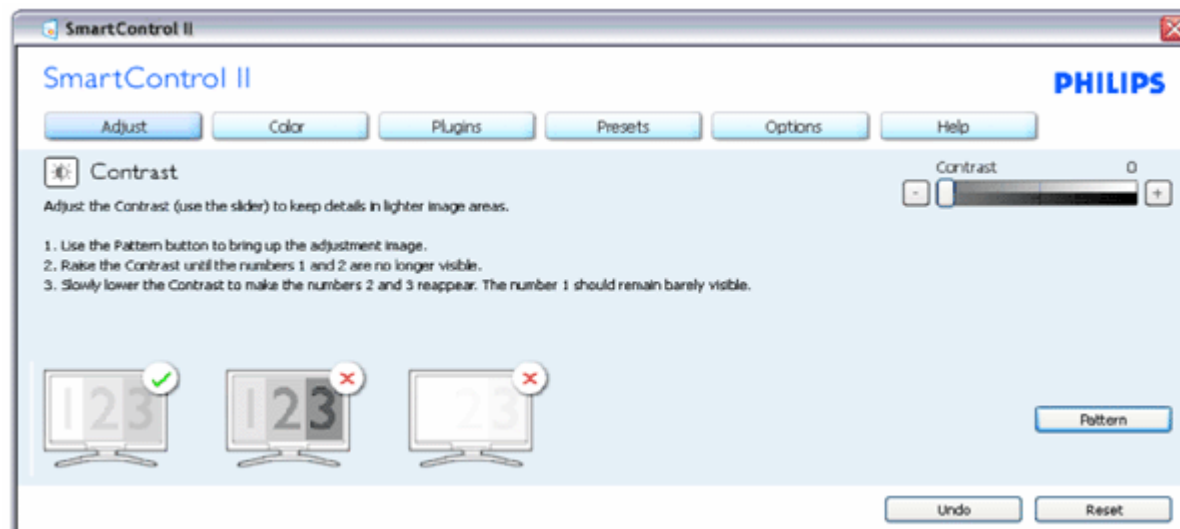 SmartControl II
SmartControl II
PHILIPS
Adjust Color Plugins Presets Options Help
Contrast
Contrast 0
- +
Adjust the Contrast (use the slider) to keep details in lighter image areas.
1. Use the Pattern button to bring up the adjustment image.
2. Raise the Contrast until the numbers 1 and 2 are no longer visible.
3. Slowly lower the Contrast to make the numbers 2 and 3 reappear. The number 1 should remain barely visible.
123 123 23
Pattern
Undo Reset